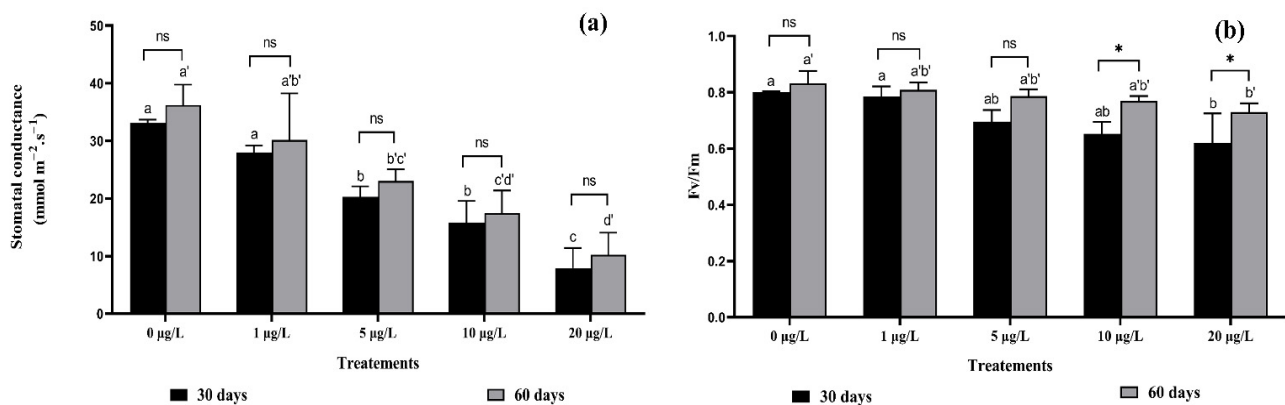 (a)
Stomatal conductance
(mmol m⁻².s⁻¹)
50
40
30
20
10
0
ns
ns
ns
ns
ns
a
a'
a
a'b'
b
b'c'
b
c'd'
c
d'
0 µg/L
1 µg/L
5 µg/L
10 µg/L
20 µg/L
Treatements
30 days
60 days
(b)
Fv/Fm
1.0
0.8
0.6
0.4
0.2
0.0
ns
ns
ns
*
*
a
a'
a
a'b'
ab
a'b'
ab
a'b'
b
b'
0 µg/L
1 µg/L
5 µg/L
10 µg/L
20 µg/L
Treatements
30 days
60 days